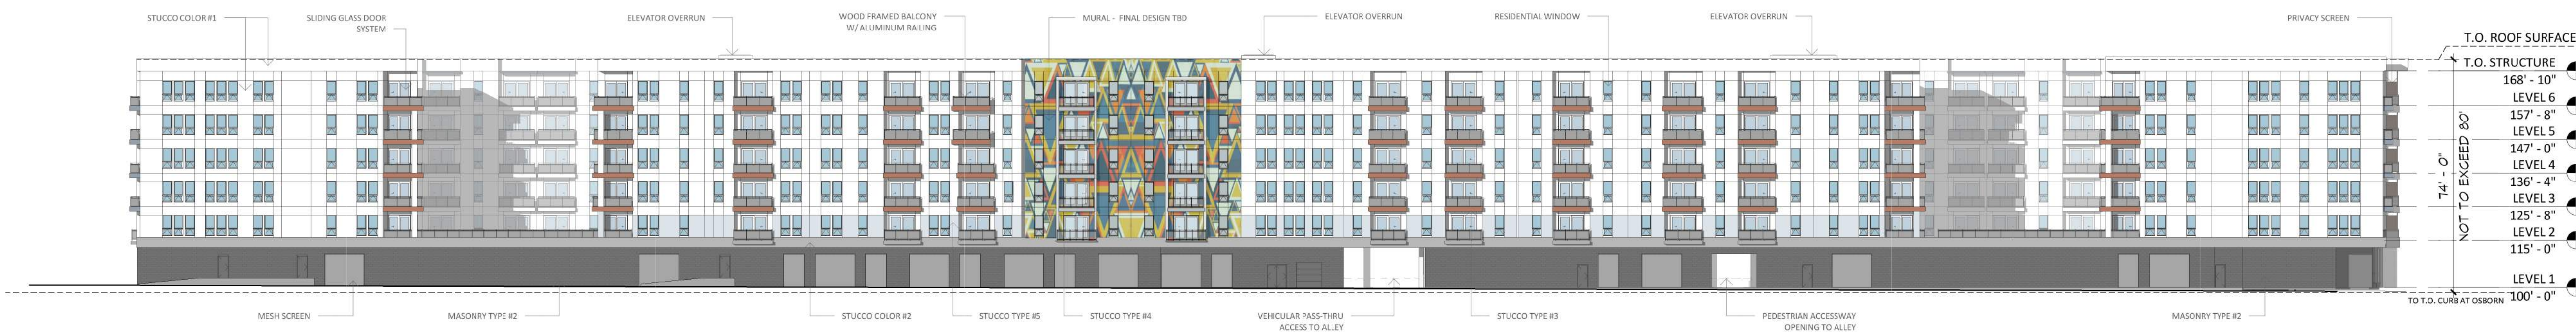 STUCCO COLOR #1
SLIDING GLASS DOOR
SYSTEM
ELEVATOR OVERRUN
WOOD FRAMED BALCONY
W/ ALUMINUM RAILING
MURAL - FINAL DESIGN TBD
ELEVATOR OVERRUN
RESIDENTIAL WINDOW
ELEVATOR OVERRUN
PRIVACY SCREEN
T.O. ROOF SURFACE
T.O. STRUCTURE
168' - 10"
LEVEL 6
157' - 8"
LEVEL 5
147' - 0"
LEVEL 4
136' - 4"
LEVEL 3
125' - 8"
LEVEL 2
115' - 0"
LEVEL 1
100' - 0"
74' - 0"
NOT TO EXCEED 80'
TO T.O. CURB AT OSBORN
MESH SCREEN
MASONRY TYPE #2
STUCCO COLOR #2
STUCCO TYPE #5
STUCCO TYPE #4
VEHICULAR PASS-THRU
ACCESS TO ALLEY
STUCCO TYPE #3
PEDESTRIAN ACCESSWAY
OPENING TO ALLEY
MASONRY TYPE #2